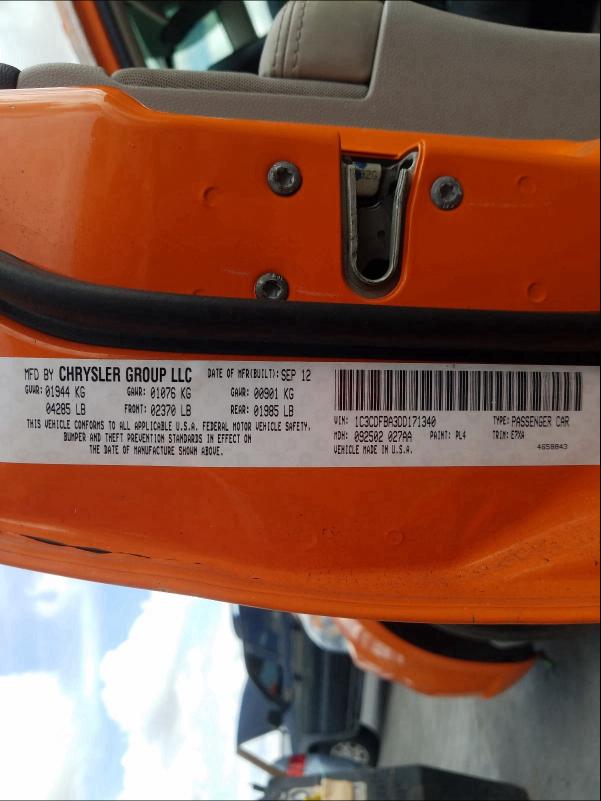 MFD BY CHRYSLER GROUP LLC DATE OF MFR(BUILT): SEP 12
GVWR: 01944 KG GAWR: 01076 KG GAWR: 00901 KG
04285 LB FRONT: 02370 LB REAR: 01985 LB
THIS VEHICLE CONFORMS TO ALL APPLICABLE U.S.A. FEDERAL MOTOR VEHICLE SAFETY,
BUMPER AND THEFT PREVENTION STANDARDS IN EFFECT ON
THE DATE OF MANUFACTURE SHOWN ABOVE.
VIN: 1C3CDFBA3DD171340 TYPE: PASSENGER CAR
MDH: 092502 027AA PAINT: PL4 TRIM: E7XA
VEHICLE MADE IN U.S.A. 4658843